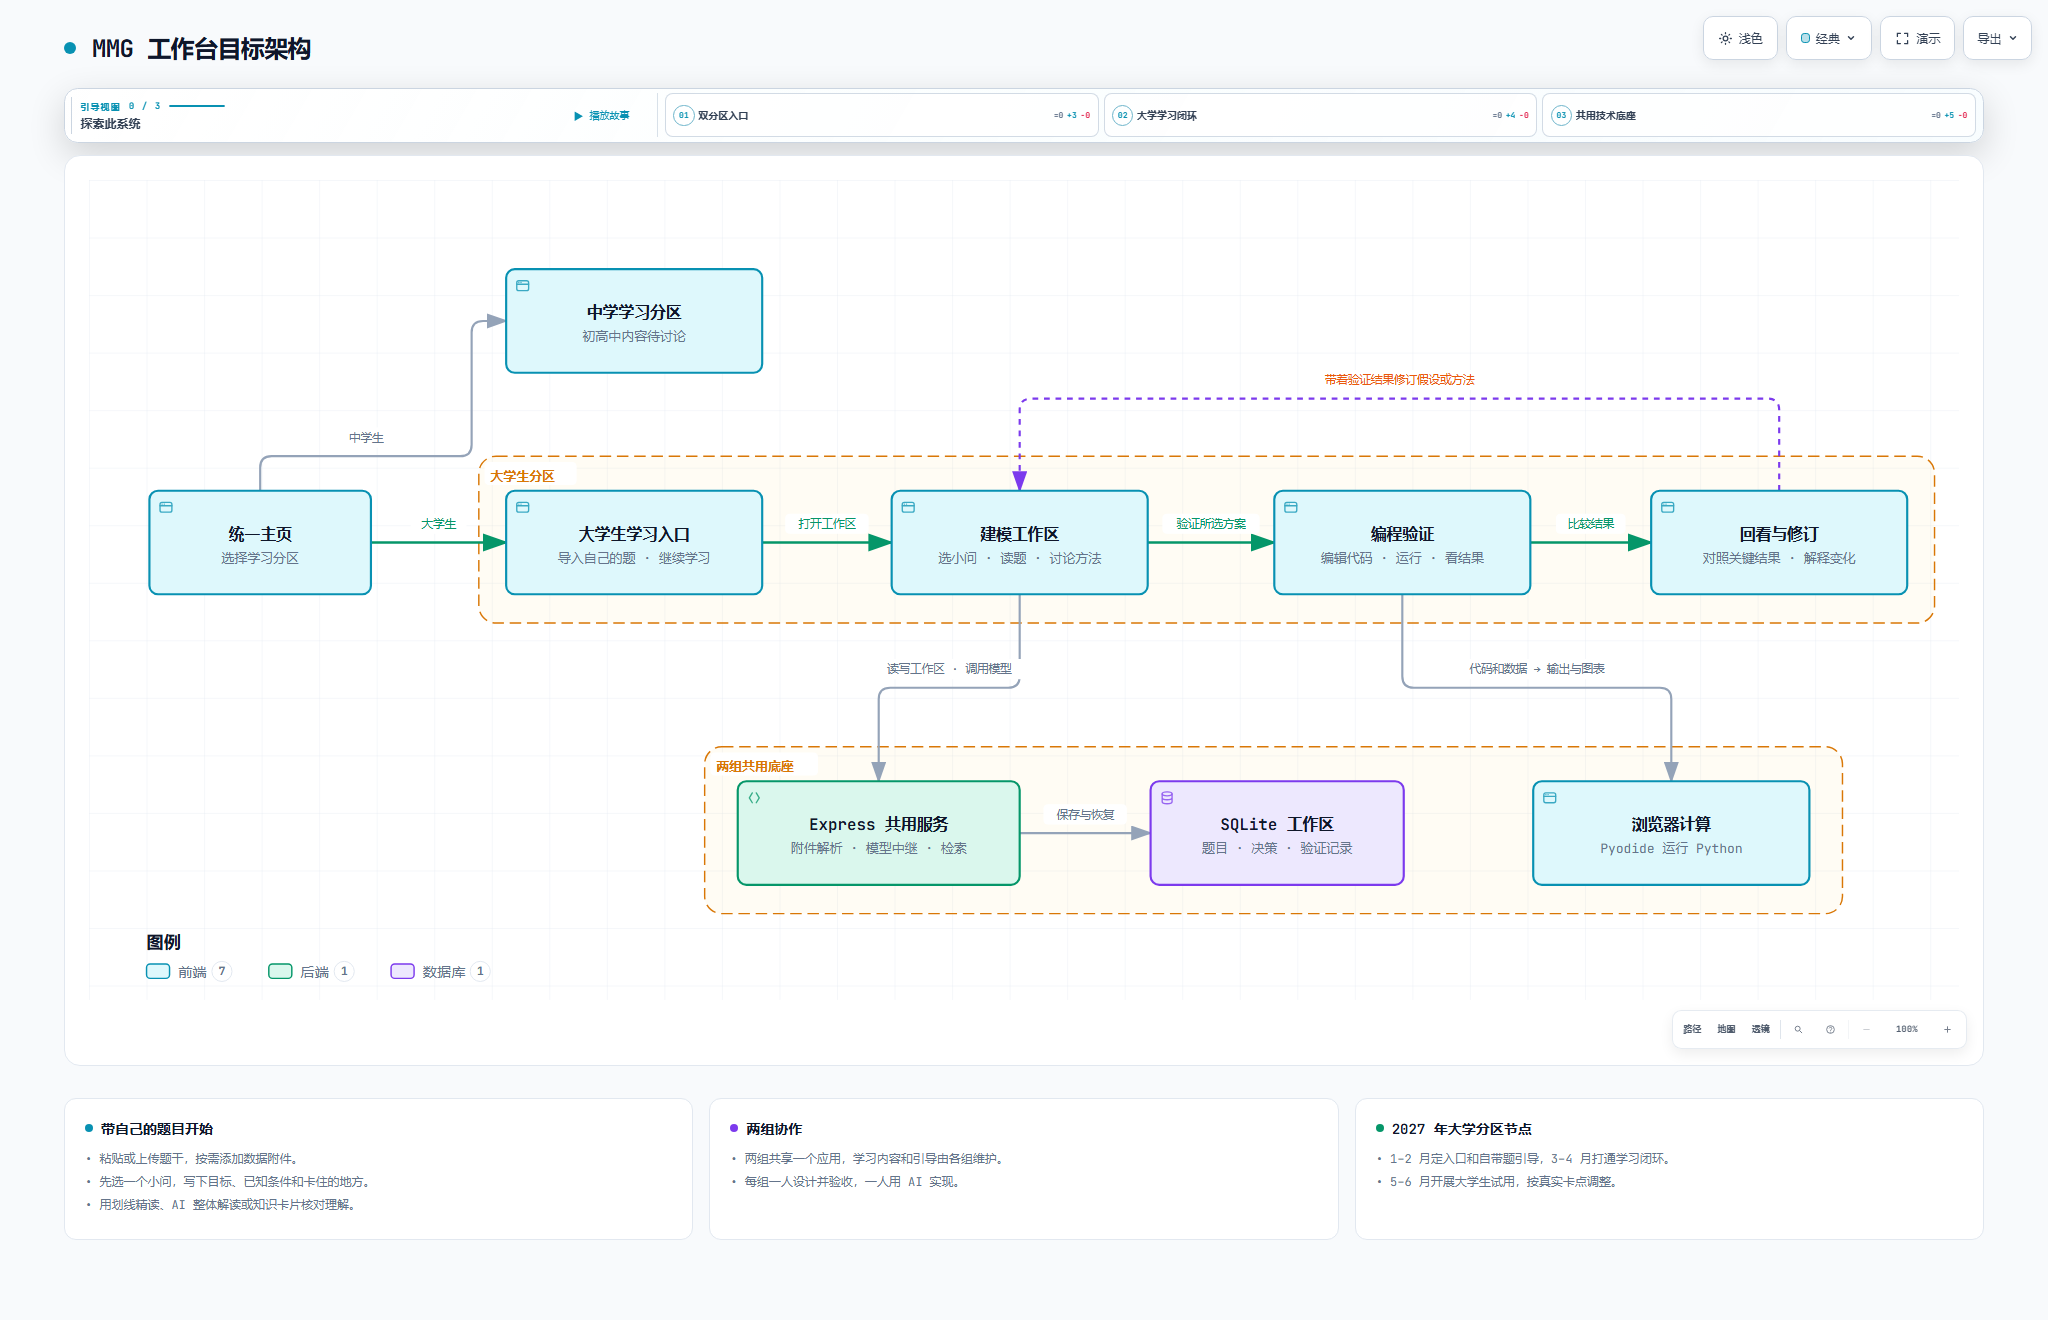 MMG 工作台目标架构
浅色
经典
演示
导出
引导视图 0 / 3
探索此系统
播放故事
01 双分区入口 =0 +3 -0
02 大学学习闭环 =0 +4 -0
03 共用技术底座 =0 +5 -0
中学学习分区
初高中内容待讨论
带着验证结果修订假设或方法
中学生
大学生分区
统一主页
选择学习分区
大学生
大学生学习入口
导入自己的题 · 继续学习
打开工作区
建模工作区
选小问 · 读题 · 讨论方法
验证所选方案
编程验证
编辑代码 · 运行 · 看结果
比较结果
回看与修订
对照关键结果 · 解释变化
读写工作区 · 调用模型
代码和数据 → 输出与图表
两组共用底座
Express 共用服务
附件解析 · 模型中继 · 检索
保存与恢复
SQLite 工作区
题目 · 决策 · 验证记录
浏览器计算
Pyodide 运行 Python
图例
前端 7
后端 1
数据库 1
路径 地图 透镜 − 100% +
带自己的题目开始
• 粘贴或上传题干，按需添加数据附件。
• 先选一个小问，写下目标、已知条件和卡住的地方。
• 用划线精读、AI 整体解读或知识卡片核对理解。
两组协作
• 两组共享一个应用，学习内容和引导由各组维护。
• 每组一人设计并验收，一人用 AI 实现。
2027 年大学分区节点
• 1–2 月定入口和自带题引导，3–4 月打通学习闭环。
• 5–6 月开展大学生试用，按真实卡点调整。